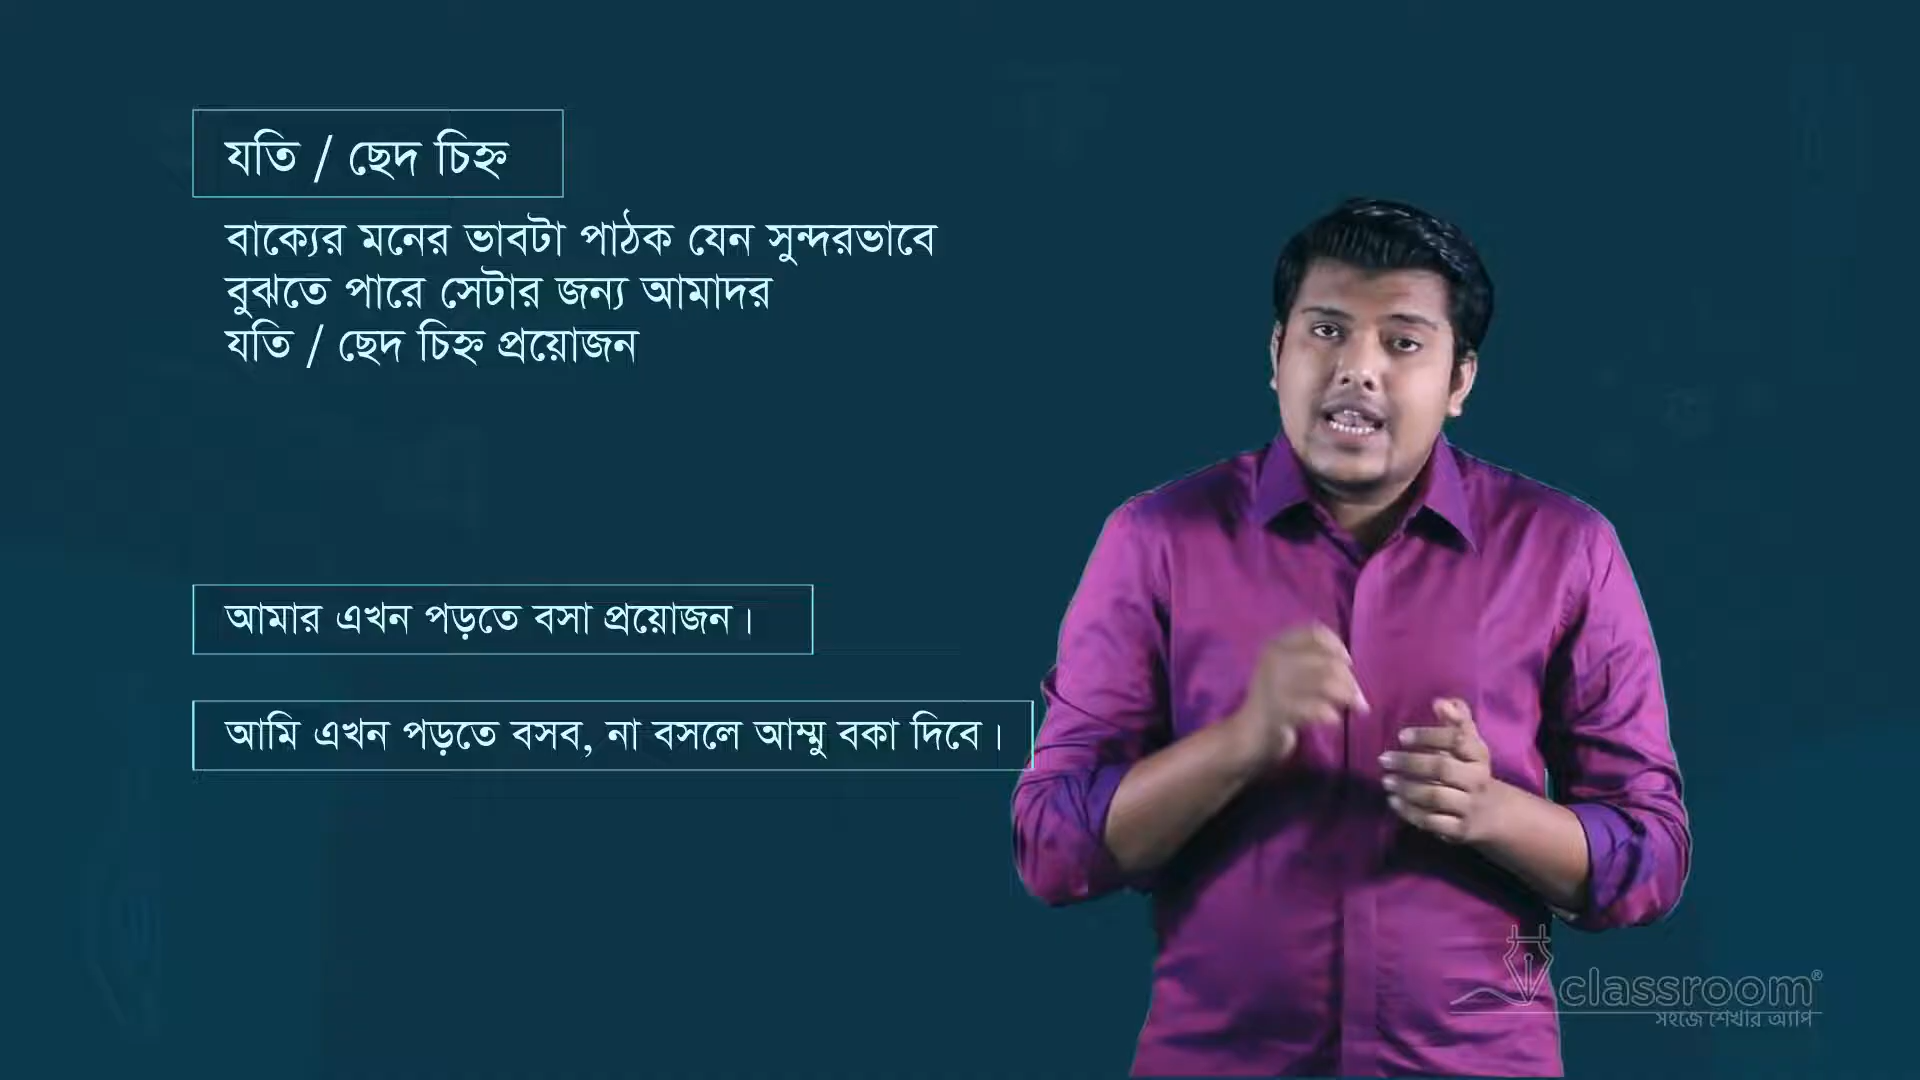 যতি / ছেদ চিহ্ন
বাক্যের মনের ভাবটা পাঠক যেন সুন্দরভাবে
বুঝতে পারে সেটার জন্য আমাদর
যতি / ছেদ চিহ্ন প্রয়োজন
আমার এখন পড়তে বসা প্রয়োজন।
আমি এখন পড়তে বসব, না বসলে আম্মু বকা দিবে।
classroom®
সহজে শেখার অ্যাপ